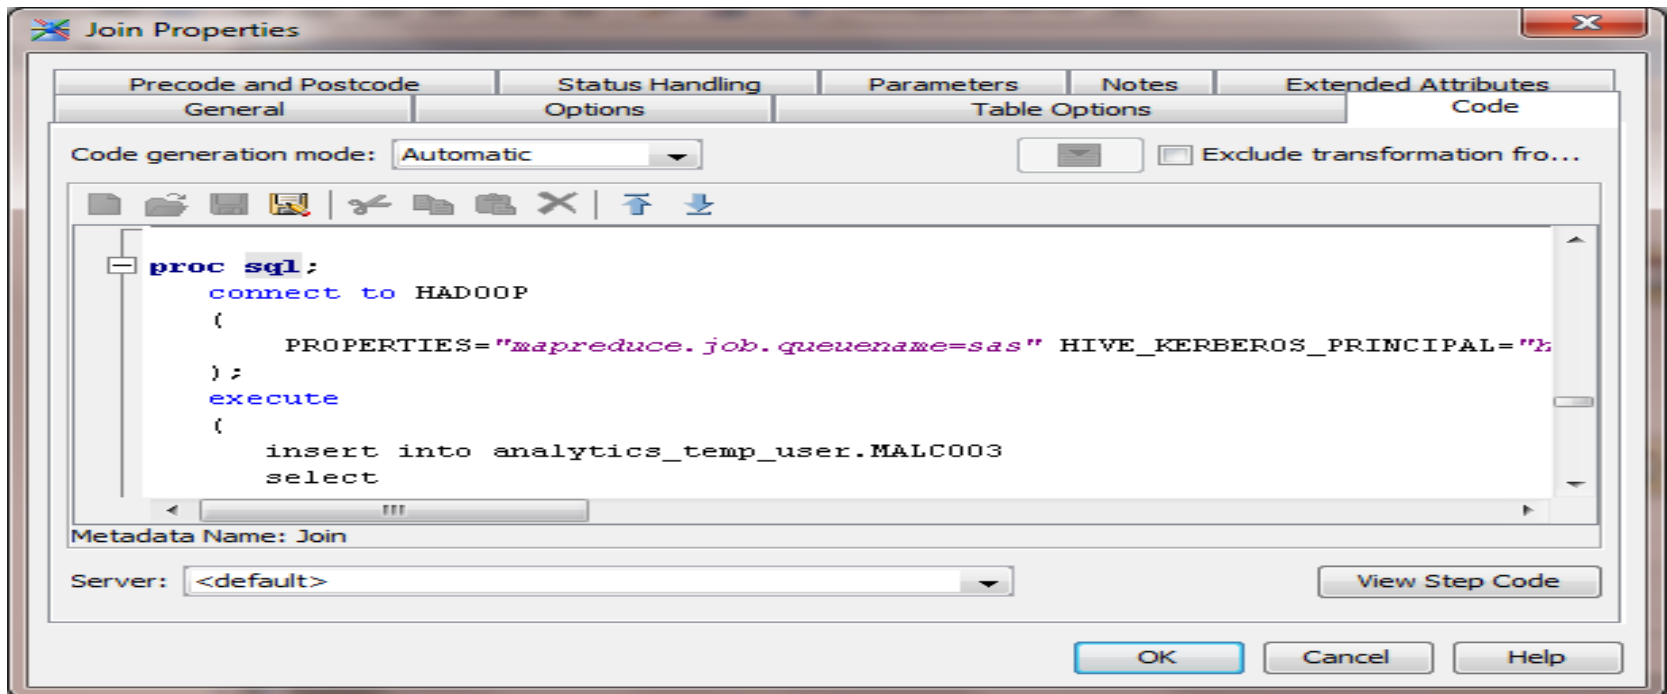 Join Properties
Precode and Postcode Status Handling Parameters Notes Extended Attributes
General Options Table Options Code
Code generation mode: Automatic Exclude transformation fro...
proc sql;
connect to HADOOP
(
PROPERTIES="mapreduce.job.queuename=sas" HIVE_KERBEROS_PRINCIPAL="h
);
execute
(
insert into analytics_temp_user.MALC003
select
Metadata Name: Join
Server: <default> View Step Code
OK Cancel Help